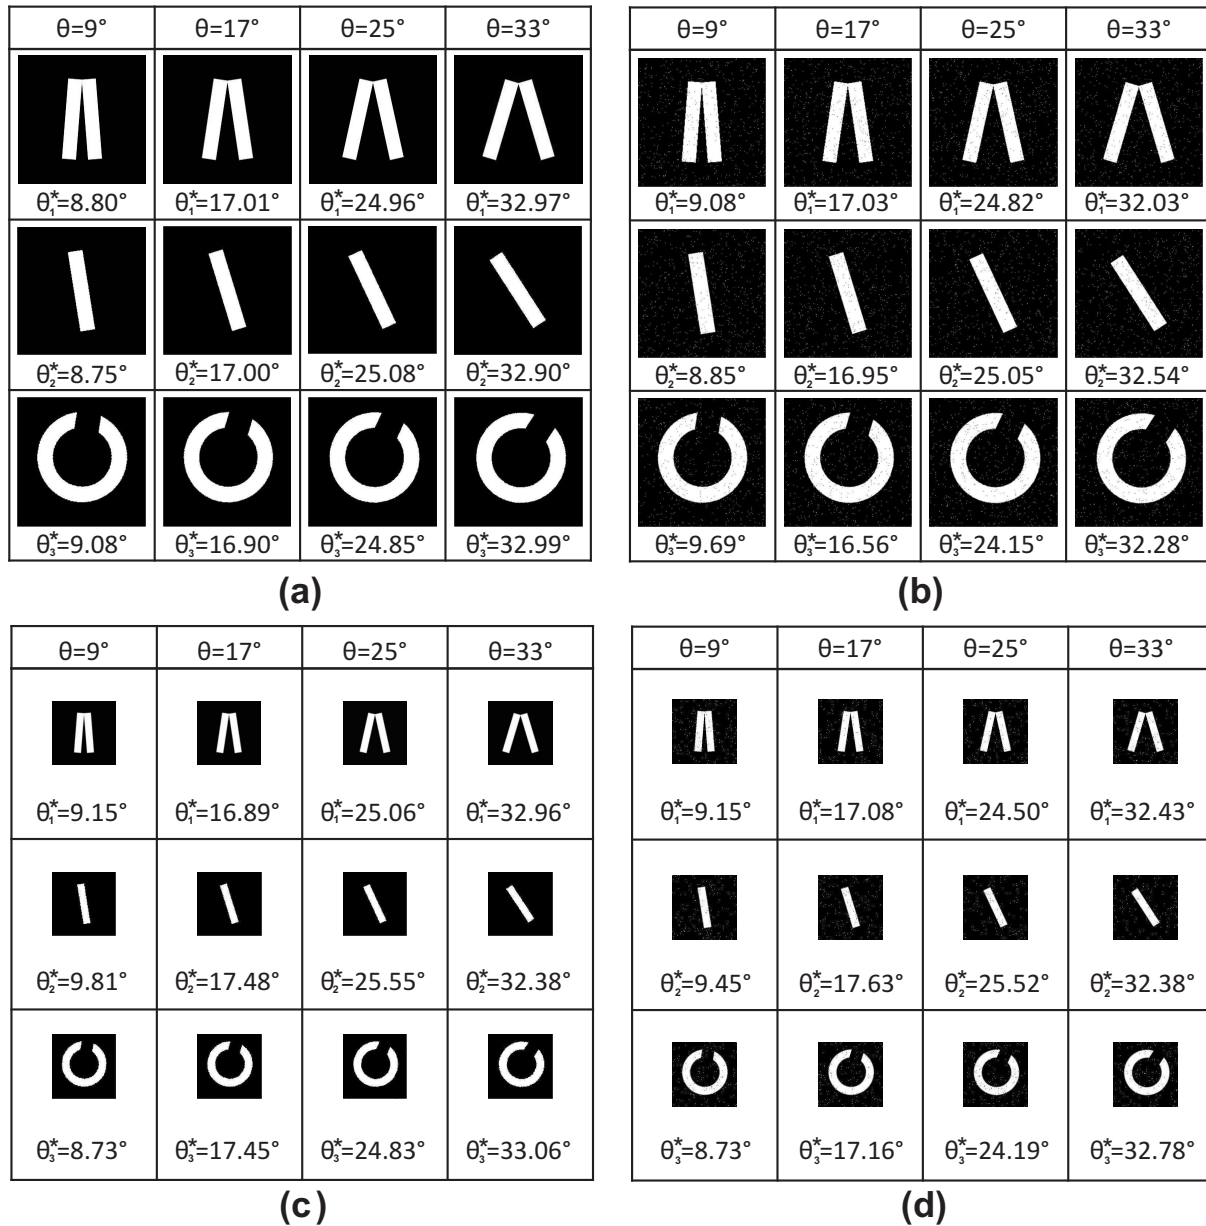 θ=9° θ=17° θ=25° θ=33°
θ₁*=8.80° θ₁*=17.01° θ₁*=24.96° θ₁*=32.97°
θ₂*=8.75° θ₂*=17.00° θ₂*=25.08° θ₂*=32.90°
θ₃*=9.08° θ₃*=16.90° θ₃*=24.85° θ₃*=32.99°
(a)
θ=9° θ=17° θ=25° θ=33°
θ₁*=9.08° θ₁*=17.03° θ₁*=24.82° θ₁*=32.03°
θ₂*=8.85° θ₂*=16.95° θ₂*=25.05° θ₂*=32.54°
θ₃*=9.69° θ₃*=16.56° θ₃*=24.15° θ₃*=32.28°
(b)
θ=9° θ=17° θ=25° θ=33°
θ₁*=9.15° θ₁*=16.89° θ₁*=25.06° θ₁*=32.96°
θ₂*=9.81° θ₂*=17.48° θ₂*=25.55° θ₂*=32.38°
θ₃*=8.73° θ₃*=17.45° θ₃*=24.83° θ₃*=33.06°
(c)
θ=9° θ=17° θ=25° θ=33°
θ₁*=9.15° θ₁*=17.08° θ₁*=24.50° θ₁*=32.43°
θ₂*=9.45° θ₂*=17.63° θ₂*=25.52° θ₂*=32.38°
θ₃*=8.73° θ₃*=17.16° θ₃*=24.19° θ₃*=32.78°
(d)